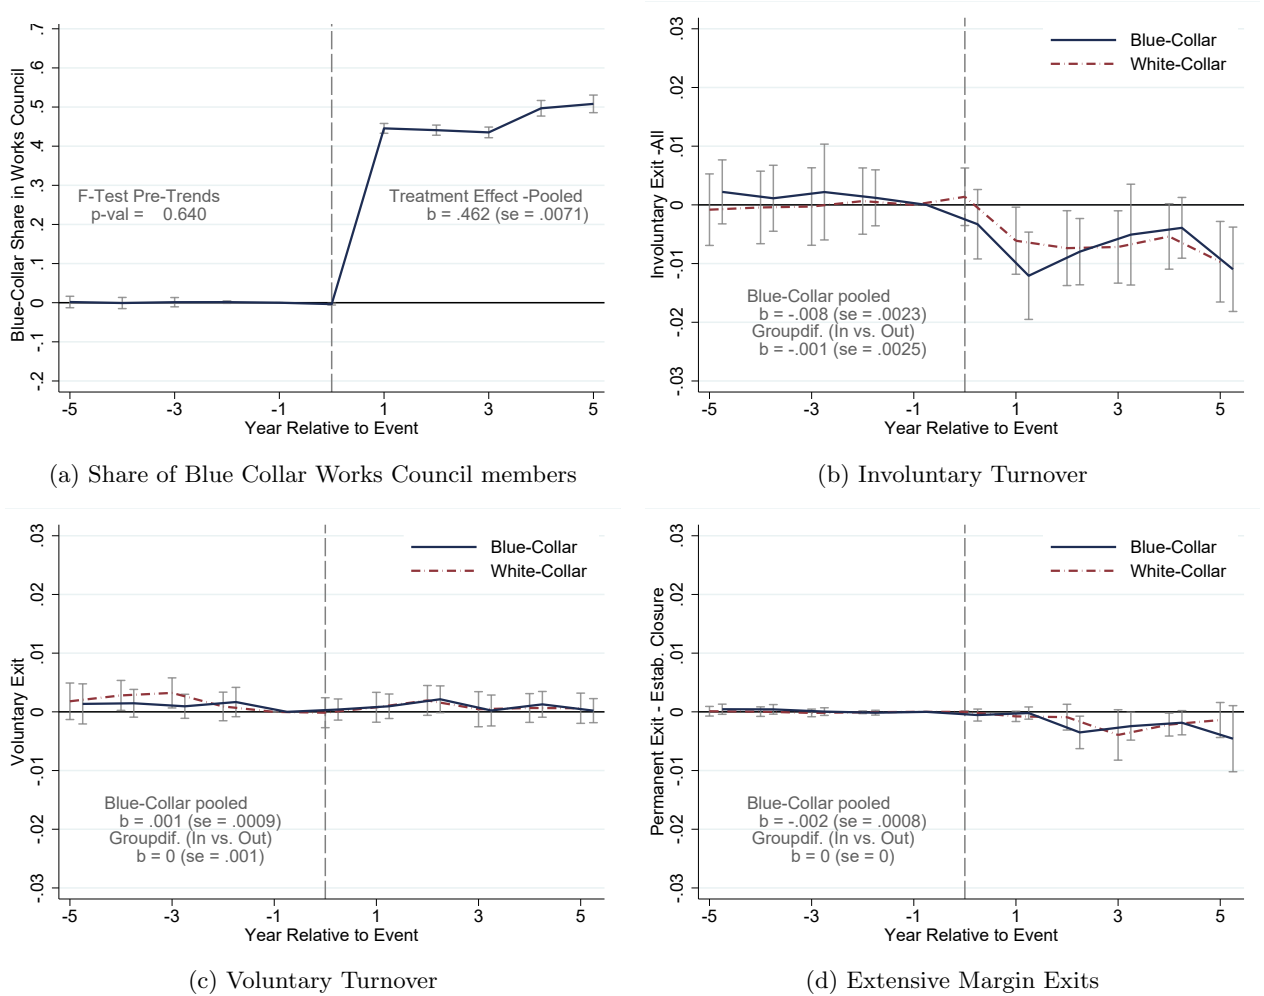 .7
.6
.5
.4
.3
.2
.1
0
-.1
-.2
Blue-Collar Share in Works Council
F-Test Pre-Trends
p-val = 0.640
Treatment Effect -Pooled
b = .462 (se = .0071)
-5 -3 -1 1 3 5
Year Relative to Event
(a) Share of Blue Collar Works Council members
.03
.02
.01
0
-.01
-.02
-.03
Involuntary Exit -All
Blue-Collar
White-Collar
Blue-Collar pooled
b = -.008 (se = .0023)
Groupdif. (In vs. Out)
b = -.001 (se = .0025)
-5 -3 -1 1 3 5
Year Relative to Event
(b) Involuntary Turnover
.03
.02
.01
0
-.01
-.02
-.03
Voluntary Exit
Blue-Collar
White-Collar
Blue-Collar pooled
b = .001 (se = .0009)
Groupdif. (In vs. Out)
b = 0 (se = .001)
-5 -3 -1 1 3 5
Year Relative to Event
(c) Voluntary Turnover
.03
.02
.01
0
-.01
-.02
-.03
Permanent Exit - Estab. Closure
Blue-Collar
White-Collar
Blue-Collar pooled
b = -.002 (se = .0008)
Groupdif. (In vs. Out)
b = 0 (se = 0)
-5 -3 -1 1 3 5
Year Relative to Event
(d) Extensive Margin Exits